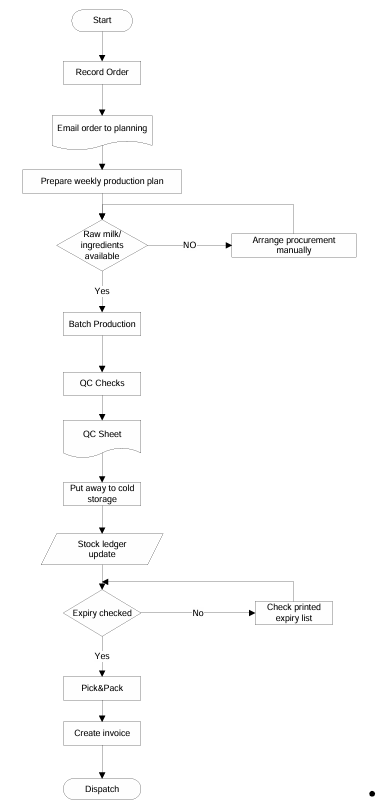 Start
Record Order
Email order to planning
Prepare weekly production plan
Raw milk/
ingredients
available
NO
Arrange procurement
manually
Yes
Batch Production
QC Checks
QC Sheet
Put away to cold
storage
Stock ledger
update
Expiry checked
No
Check printed
expiry list
Yes
Pick&Pack
Create invoice
Dispatch